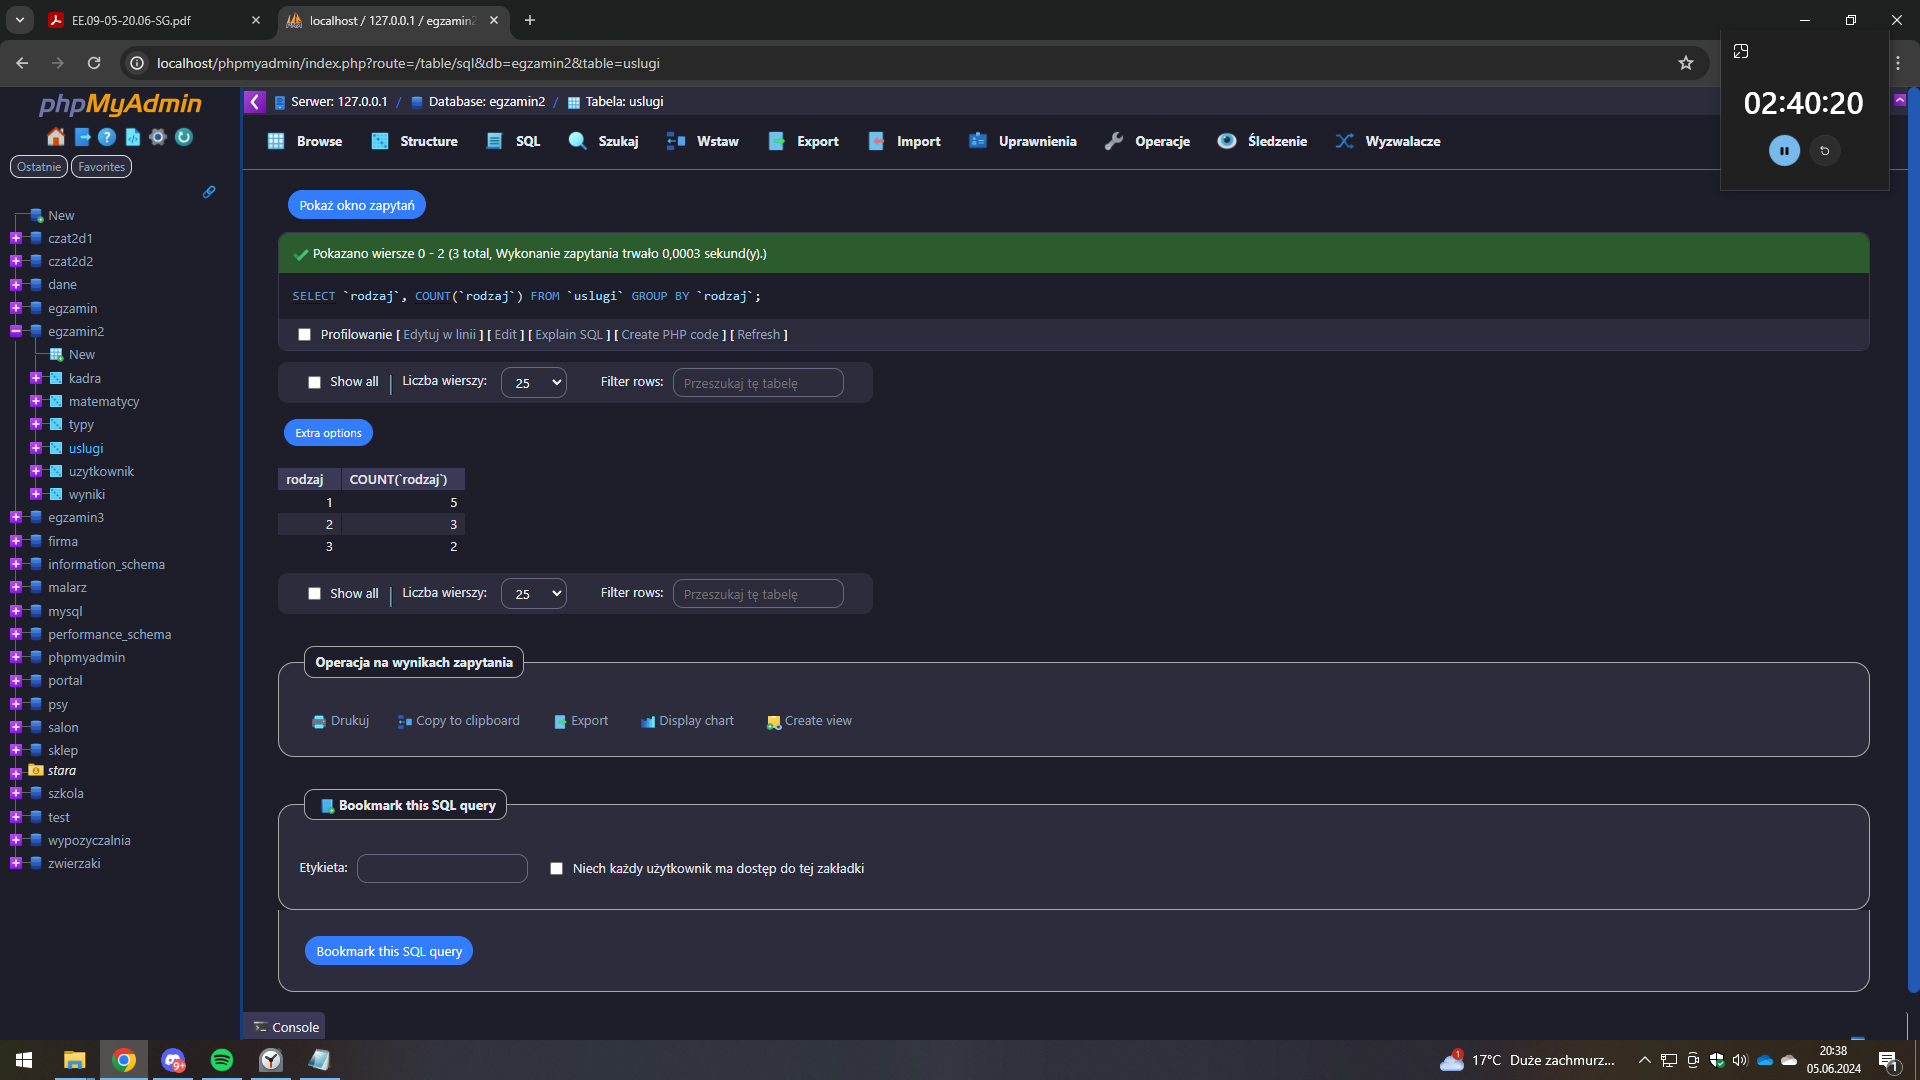 EE.09-05-20.06-SG.pdf
localhost / 127.0.0.1 / egzamin2
localhost/phpmyadmin/index.php?route=/table/sql&db=egzamin2&table=uslugi
02:40:20
phpMyAdmin
Ostatnie Favorites
New
czat2d1
czat2d2
dane
egzamin
egzamin2
New
kadra
matematycy
typy
uslugi
uzytkownik
wyniki
egzamin3
firma
information_schema
malarz
mysql
performance_schema
phpmyadmin
portal
psy
salon
sklep
stara
szkola
test
wypozyczalnia
zwierzaki
Serwer: 127.0.0.1 / Database: egzamin2 / Tabela: uslugi
Browse Structure SQL Szukaj Wstaw Export Import Uprawnienia Operacje Śledzenie Wyzwalacze
Pokaż okno zapytań
Pokazano wiersze 0 - 2 (3 total, Wykonanie zapytania trwało 0,0003 sekund(y).)
SELECT `rodzaj`, COUNT(`rodzaj`) FROM `uslugi` GROUP BY `rodzaj`;
Profilowanie [ Edytuj w linii ] [ Edit ] [ Explain SQL ] [ Create PHP code ] [ Refresh ]
Show all | Liczba wierszy: 25 Filter rows: Przeszukaj tę tabelę
Extra options
rodzaj COUNT(`rodzaj`)
1 5
2 3
3 2
Show all | Liczba wierszy: 25 Filter rows: Przeszukaj tę tabelę
Operacja na wynikach zapytania
Drukuj Copy to clipboard Export Display chart Create view
Bookmark this SQL query
Etykieta: Niech każdy użytkownik ma dostęp do tej zakładki
Bookmark this SQL query
Console
9+
1
17°C Duże zachmurz...
20:38
05.06.2024
1